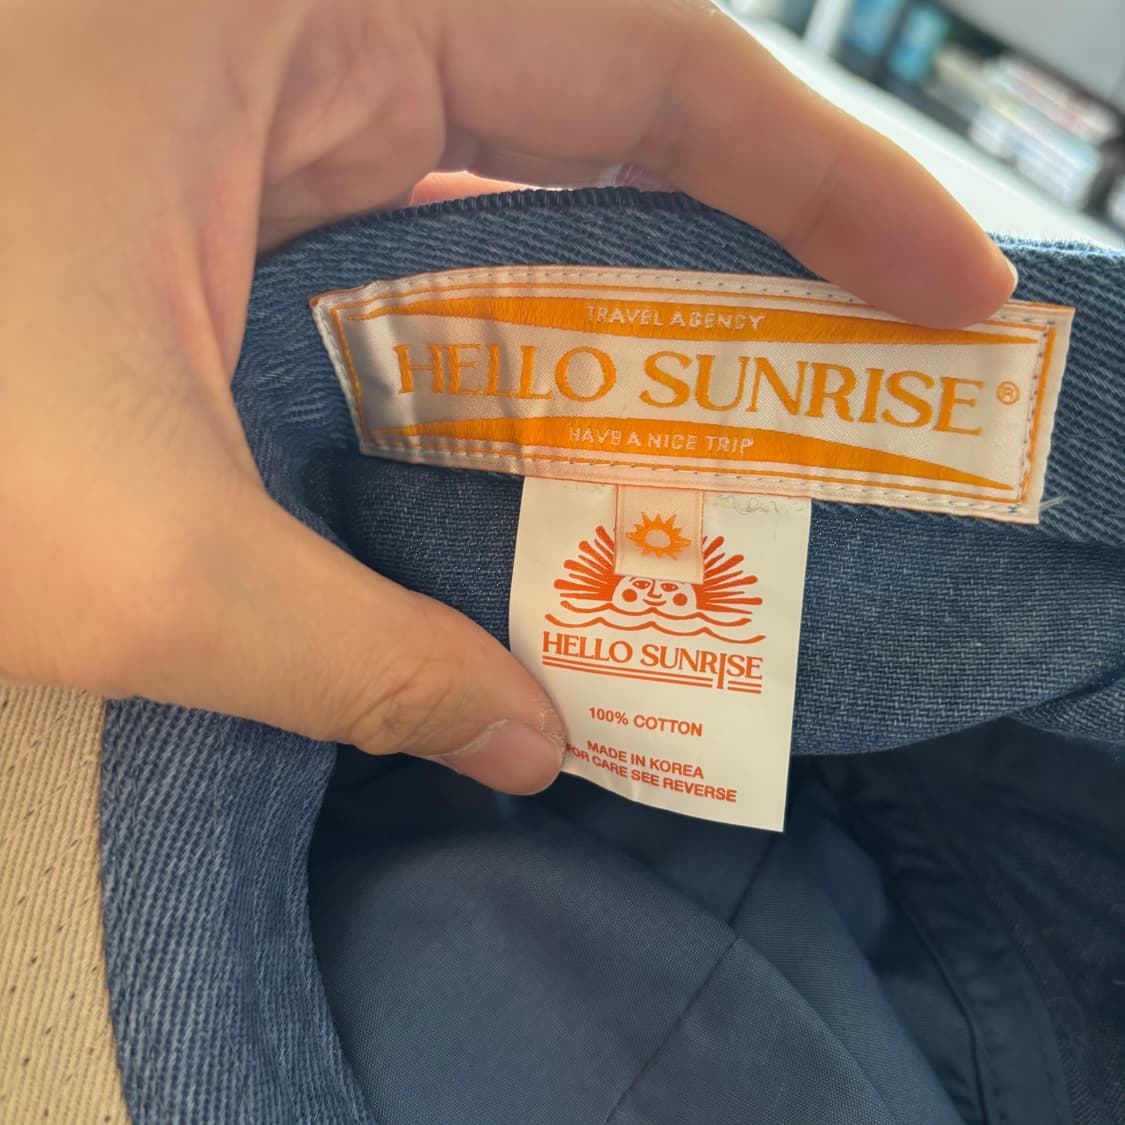 TRAVEL AGENCY
HELLO SUNRISE®
HAVE A NICE TRIP
HELLO SUNRISE
100% COTTON
MADE IN KOREA
FOR CARE SEE REVERSE